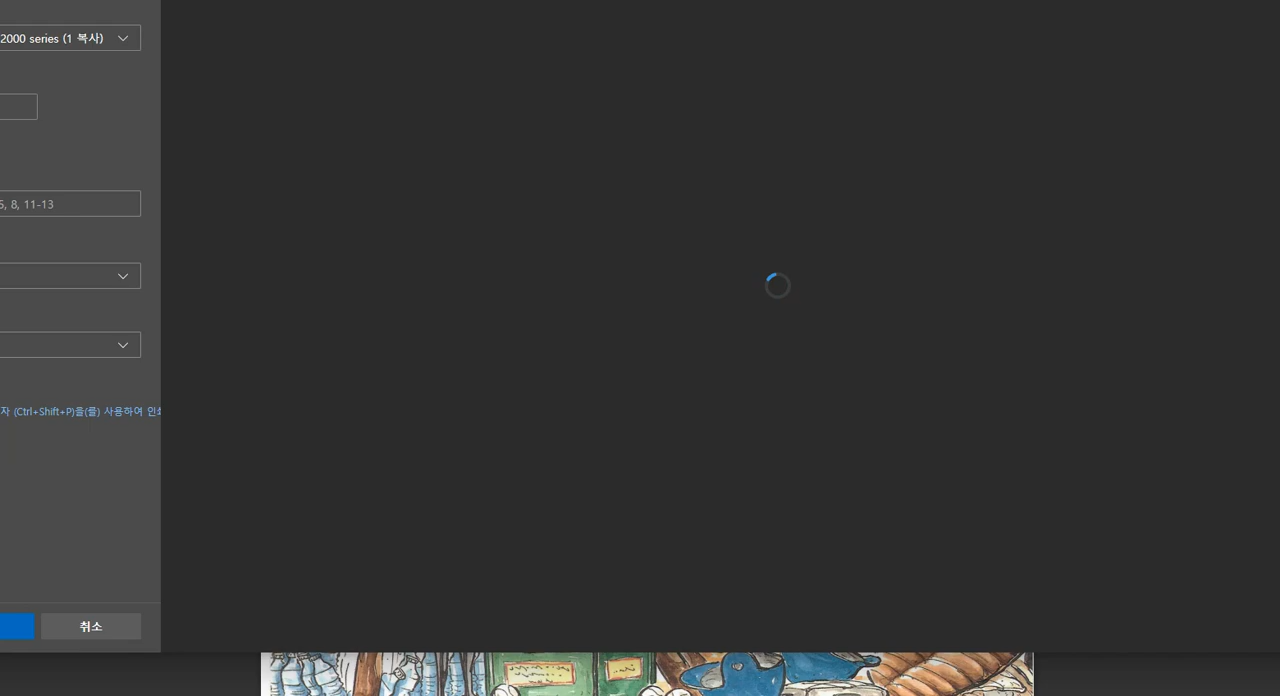 2000 series (1 복사)
5, 8, 11-13
자 (Ctrl+Shift+P)을(를) 사용하여 인쇄
취소